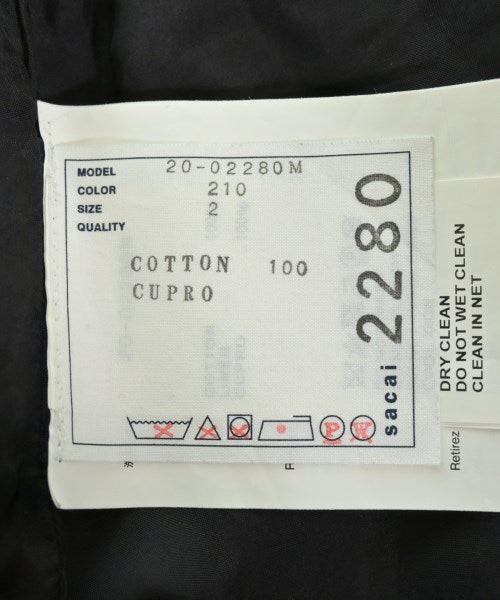 MODEL 20-02280M
COLOR 210
SIZE 2
QUALITY
COTTON 100
CUPRO
sacai 2280
DRY CLEAN
DO NOT WET CLEAN
CLEAN IN NET
Retirez
P W